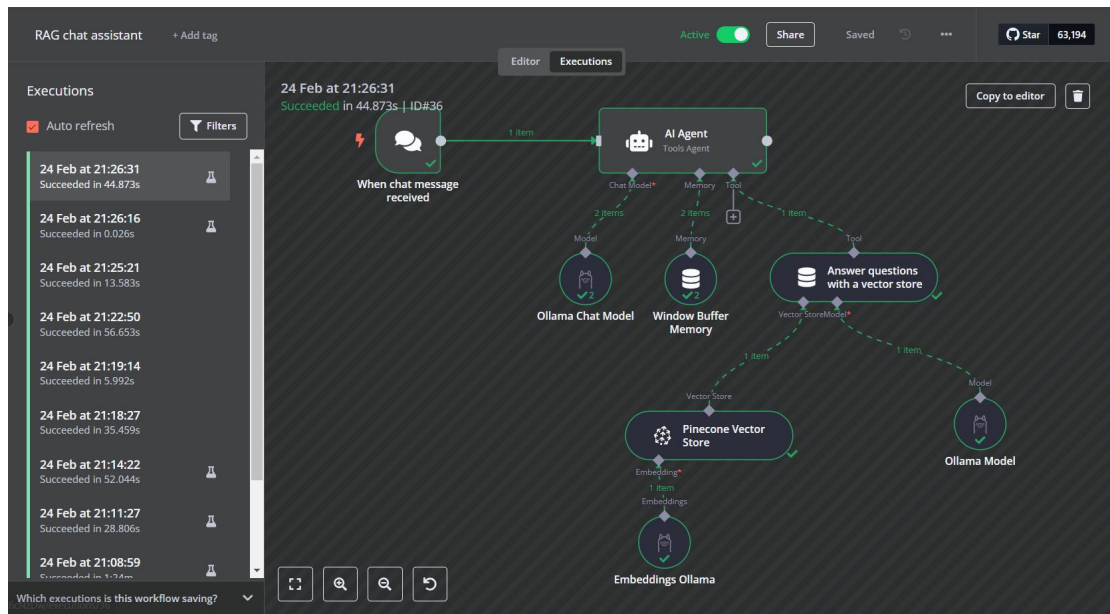 RAG chat assistant
+ Add tag
Active
Share
Saved
Star 63,194
Editor
Executions
Executions
Auto refresh
Filters
24 Feb at 21:26:31
Succeeded in 44.873s
24 Feb at 21:26:16
Succeeded in 0.026s
24 Feb at 21:25:21
Succeeded in 13.583s
24 Feb at 21:22:50
Succeeded in 56.653s
24 Feb at 21:19:14
Succeeded in 5.992s
24 Feb at 21:18:27
Succeeded in 35.459s
24 Feb at 21:14:22
Succeeded in 52.044s
24 Feb at 21:11:27
Succeeded in 28.806s
24 Feb at 21:08:59
Succeeded in 1:24m
Which executions is this workflow saving?
24 Feb at 21:26:31
Succeeded in 44.873s | ID#36
Copy to editor
1 item
When chat message
received
AI Agent
Tools Agent
Chat Model*
Memory
Tool
2 items
2 items
1 item
Model
Memory
Tool
2
2
Ollama Chat Model
Window Buffer
Memory
Answer questions
with a vector store
Vector Store
Model*
1 item
1 item
Vector Store
Model
Pinecone Vector
Store
Ollama Model
Embedding*
1 item
Embeddings
Embeddings Ollama